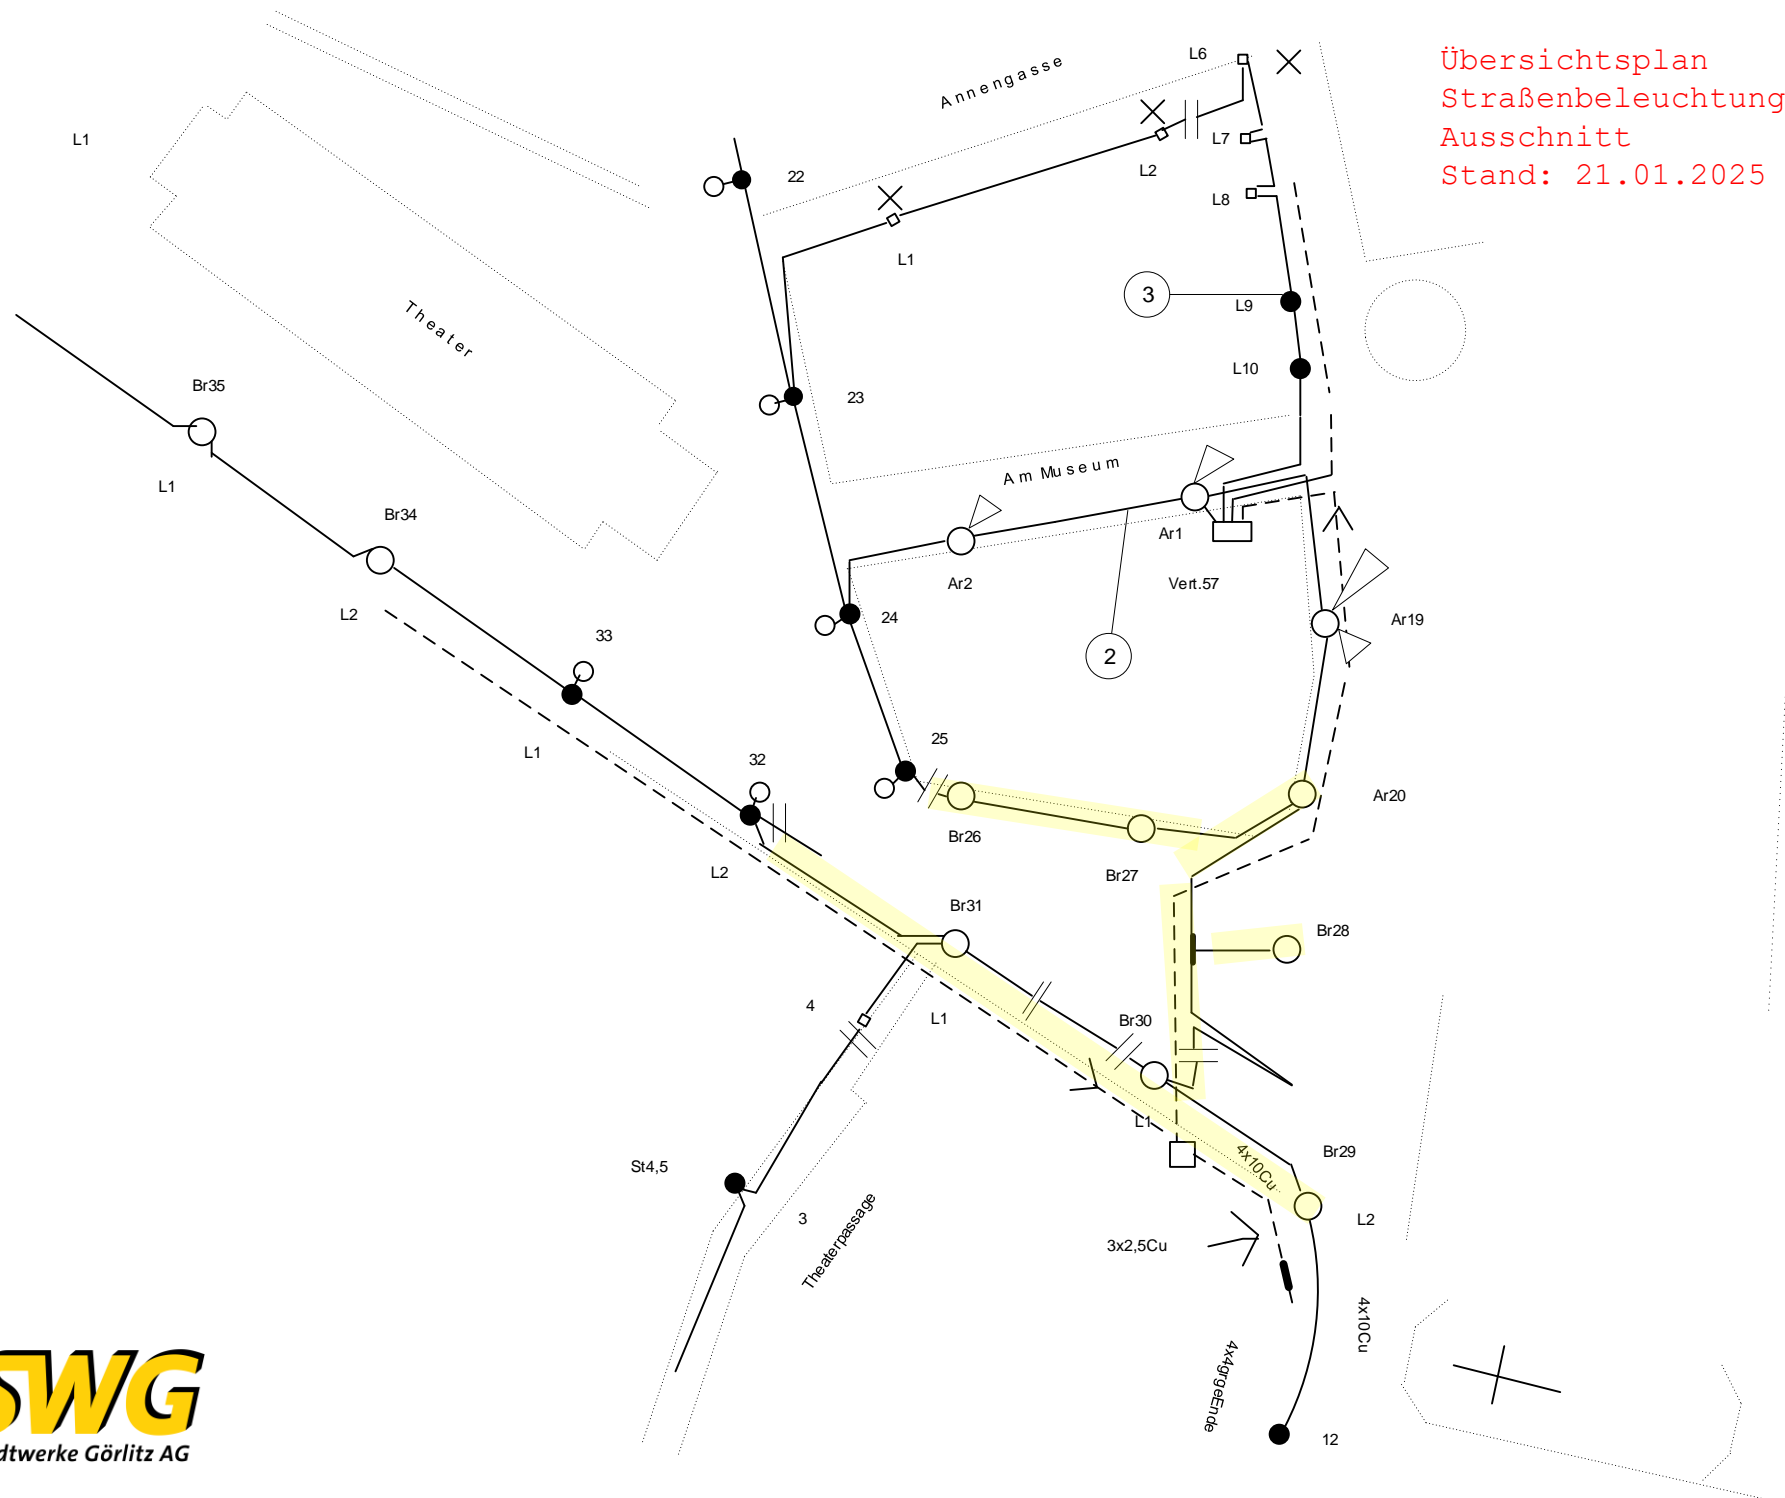 Übersichtsplan
Straßenbeleuchtung
Ausschnitt
Stand: 21.01.2025
L6
Annengasse
L1
L7
L2
22
L8
L1
3
L9
Theater
L10
Br35
23
Am Museum
L1
Br34
Ar1
Ar2
Vert.57
L2
24
Ar19
33
2
25
L1
32
Ar20
Br26
L2
Br27
Br31
Br28
4
L1
Br30
L1
4x10Cu
Br29
St4,5
3
Theaterpassage
L2
3x2,5Cu
4x10Cu
4x4grgeEnde
12
SWG
dtwerke Görlitz AG